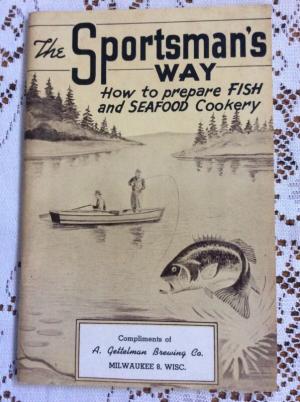 The Sportsman's
WAY
How to prepare FISH
and SEAFOOD Cookery
Compliments of
A. Gettelman Brewing Co.
MILWAUKEE 8, WISC.